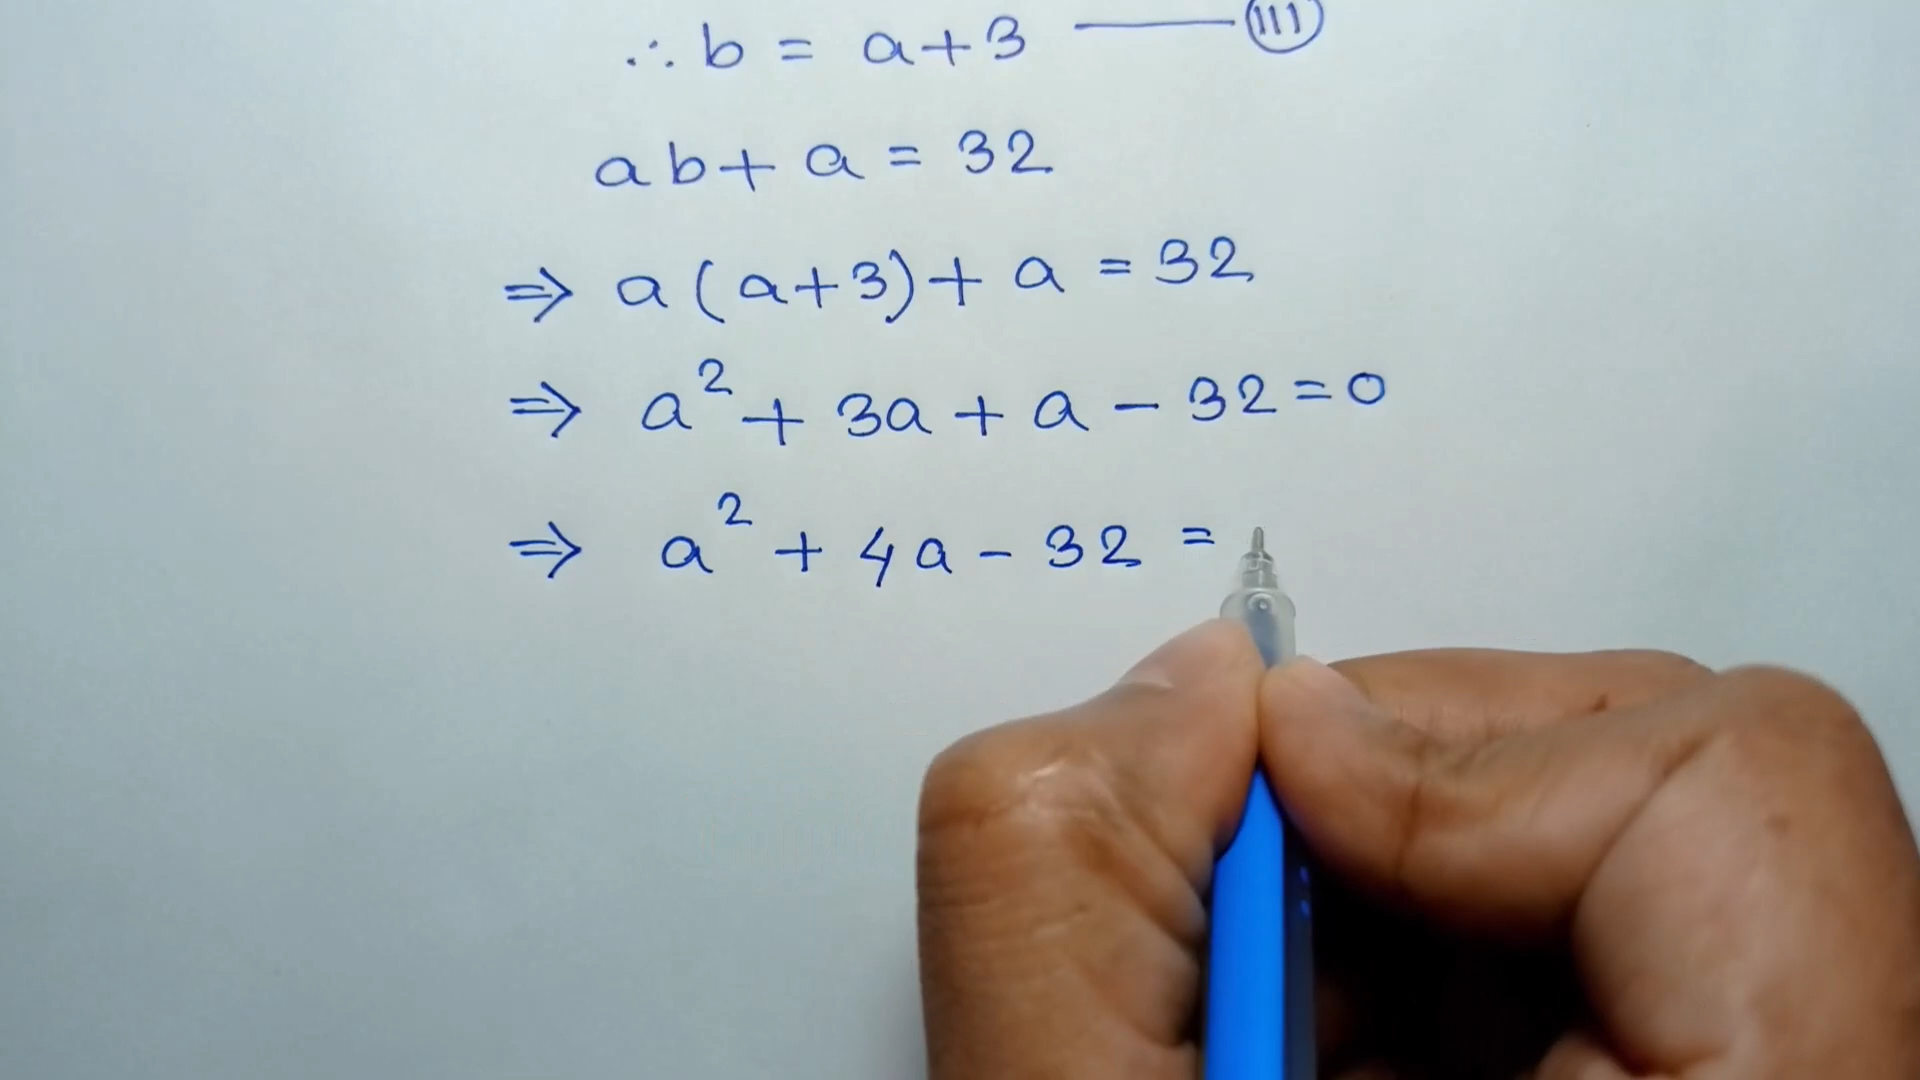 ∴ b = a+3 —— (III)
ab + a = 32
⇒ a(a+3) + a = 32
⇒ a² + 3a + a - 32 = 0
⇒ a² + 4a - 32 =